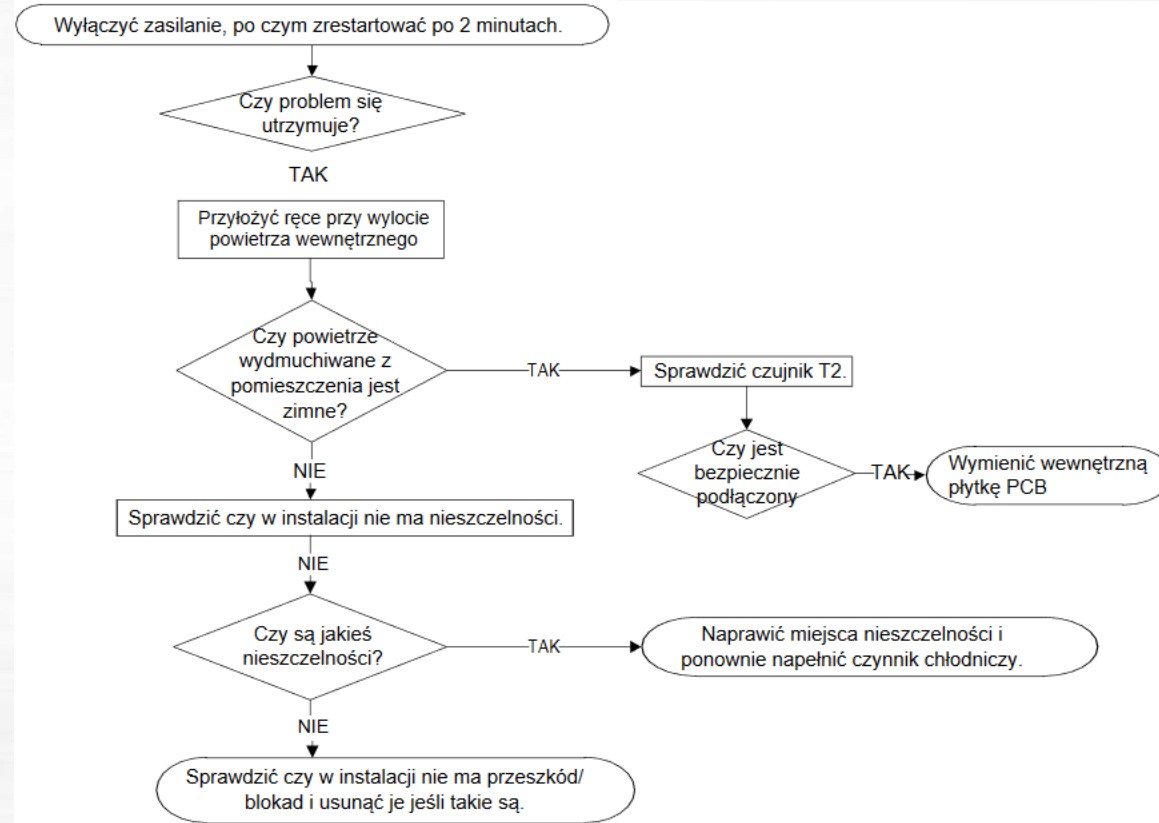 Wyłączyć zasilanie, po czym zrestartować po 2 minutach.
Czy problem się
utrzymuje?
TAK
Przyłożyć ręce przy wylocie
powietrza wewnętrznego
Czy powietrze
wydmuchiwane z
pomieszczenia jest
zimne?
TAK
Sprawdzić czujnik T2.
Czy jest
bezpiecznie
podłączony
TAK
Wymienić wewnętrzną
płytkę PCB
NIE
Sprawdzić czy w instalacji nie ma nieszczelności.
NIE
Czy są jakieś
nieszczelności?
TAK
Naprawić miejsca nieszczelności i
ponownie napełnić czynnik chłodniczy.
NIE
Sprawdzić czy w instalacji nie ma przeszkód/
blokad i usunąć je jeśli takie są.